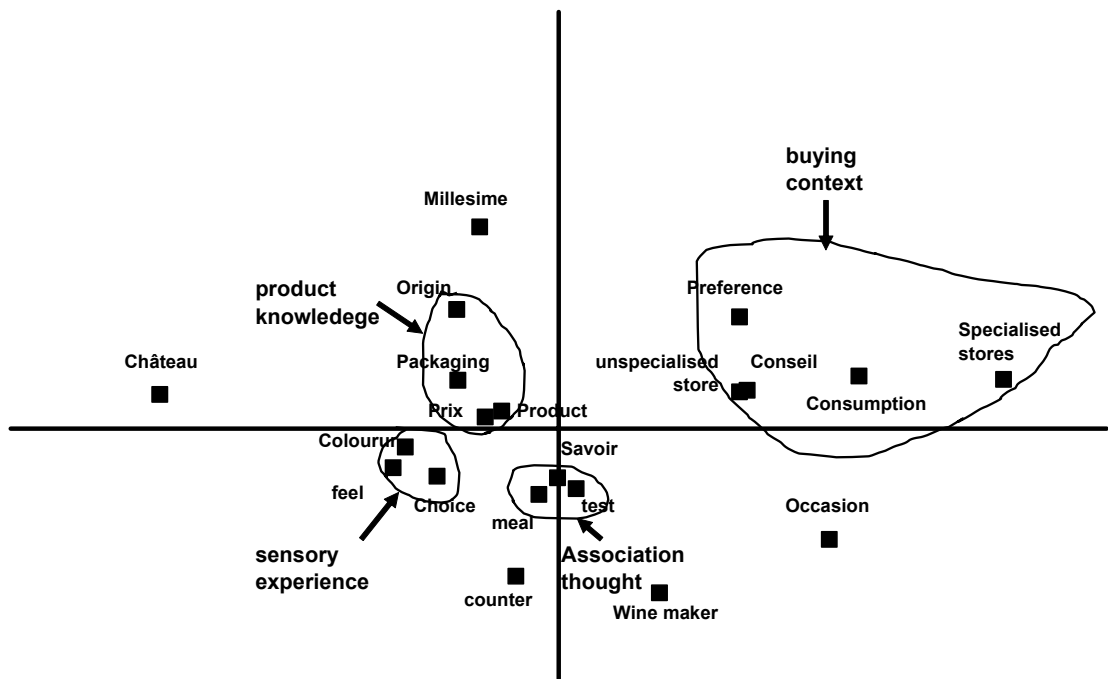 buying
context
Millesime
Origin
product
knowledege
Preference
Château
Packaging
unspecialised
store
Conseil
Specialised
stores
Consumption
Prix
Product
Colourur
Savoir
feel
Choice
meal
test
Occasion
sensory
experience
Association
thought
counter
Wine maker